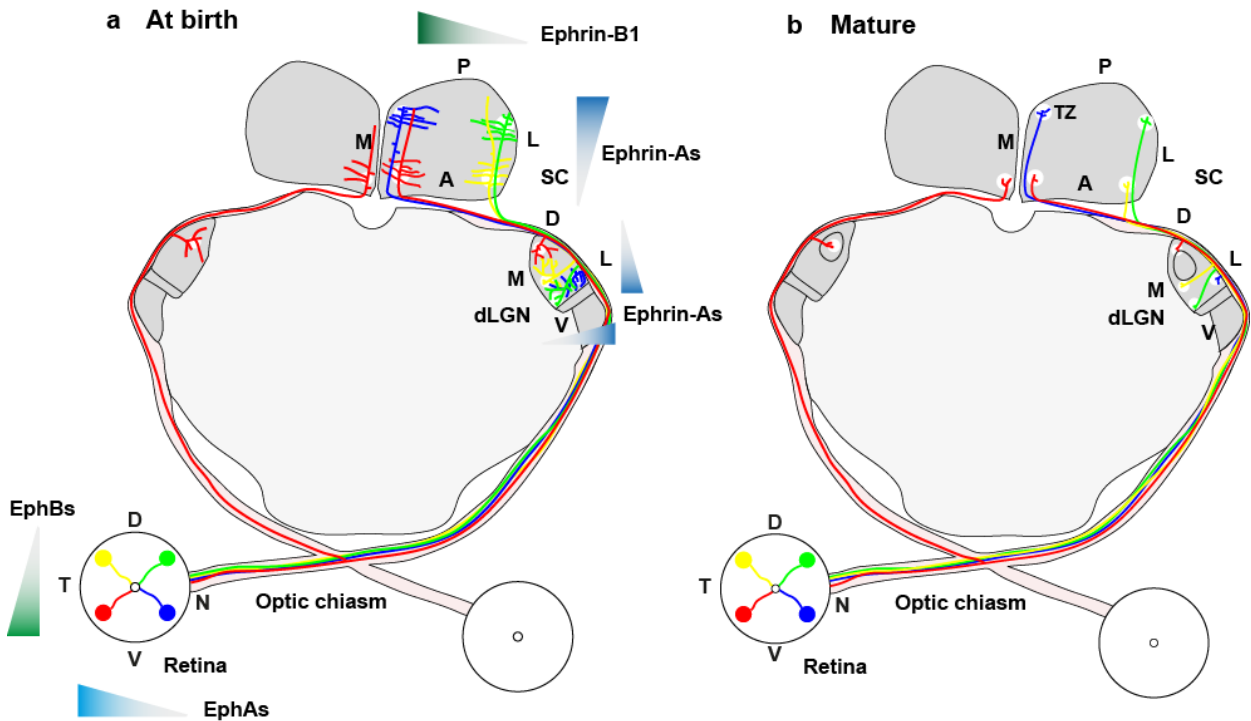 a At birth
Ephrin-B1
P
M
L
Ephrin-As
A
SC
D
L
M
dLGN
V
Ephrin-As
EphBs
D
T
N
V
Optic chiasm
Retina
EphAs
b Mature
P
TZ
M
L
A
SC
D
L
M
dLGN
V
D
T
N
V
Optic chiasm
Retina